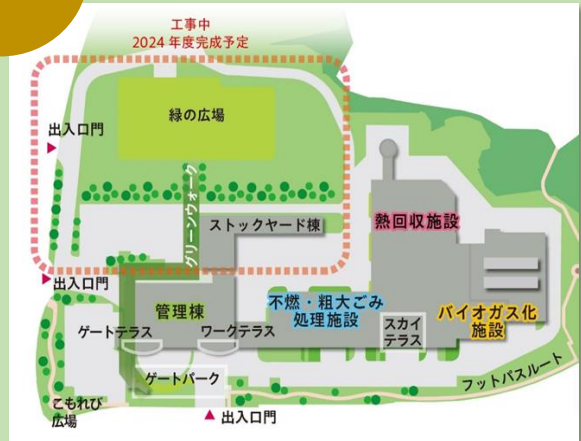 工事中
2024年度完成予定
緑の広場
出入口門
グリーンウォーク
ストックヤード棟
熱回収施設
出入口門
管理棟
不燃・粗大ごみ
処理施設
バイオガス化
施設
ゲートテラス
ワークテラス
スカイ
テラス
ゲートパーク
フットパスルート
こもれび
広場
出入口門